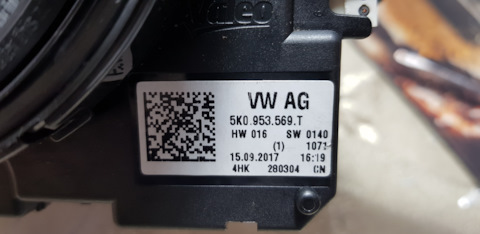 Valeo
VW AG
5K0.953.569.T
HW 016 SW 0140
(1) 1071
15.09.2017 16:19
4HK 280304 CN